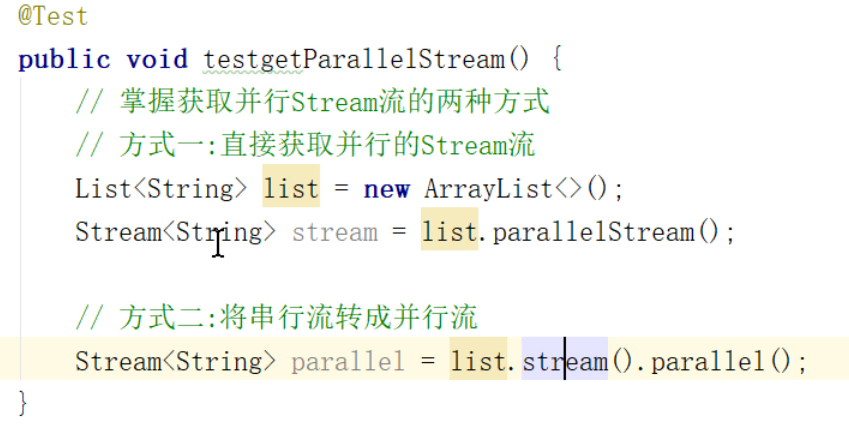 @Test
public void testgetParallelStream() {
// 掌握获取并行Stream流的两种方式
// 方式一:直接获取并行的Stream流
List<String> list = new ArrayList<>();
Stream<String> stream = list.parallelStream();
// 方式二:将串行流转成并行流
Stream<String> parallel = list.stream().parallel();
}